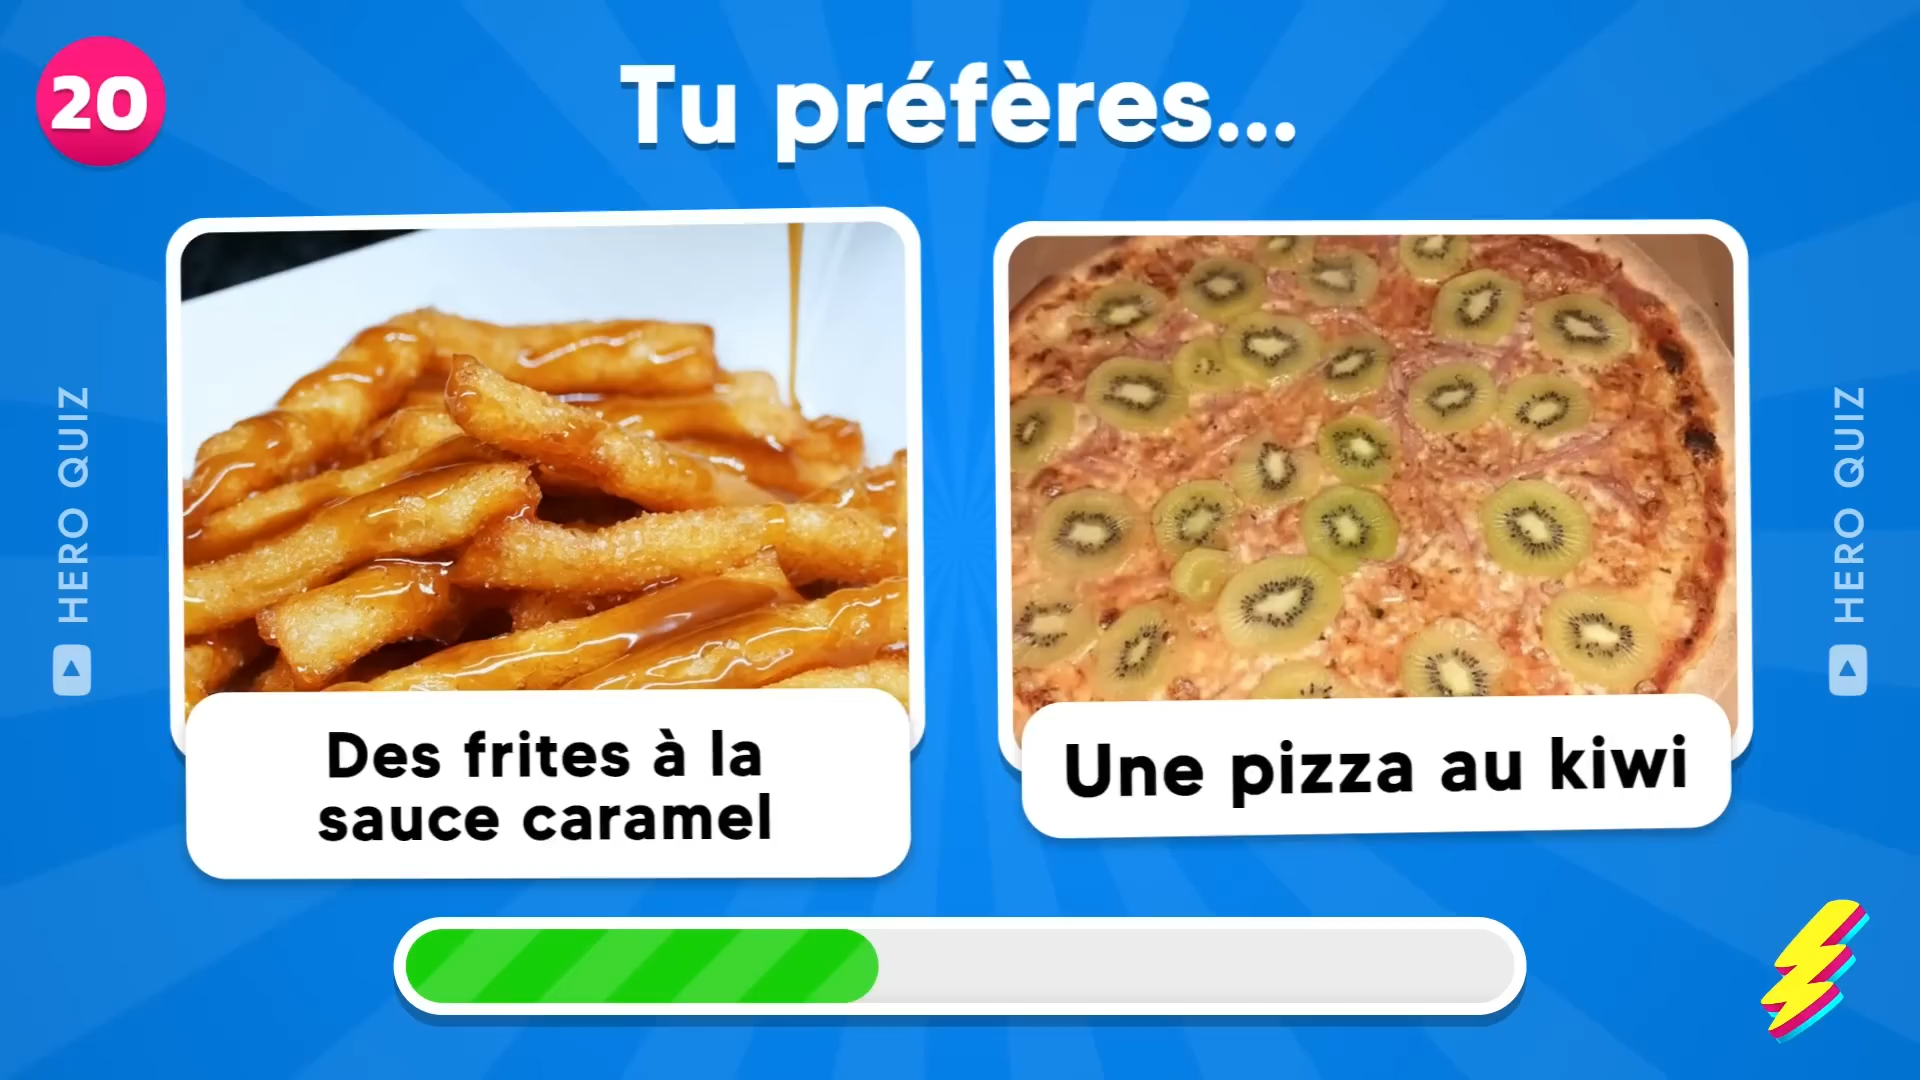 20
Tu préfères...
HERO QUIZ
Des frites à la
sauce caramel
Une pizza au kiwi
HERO QUIZ